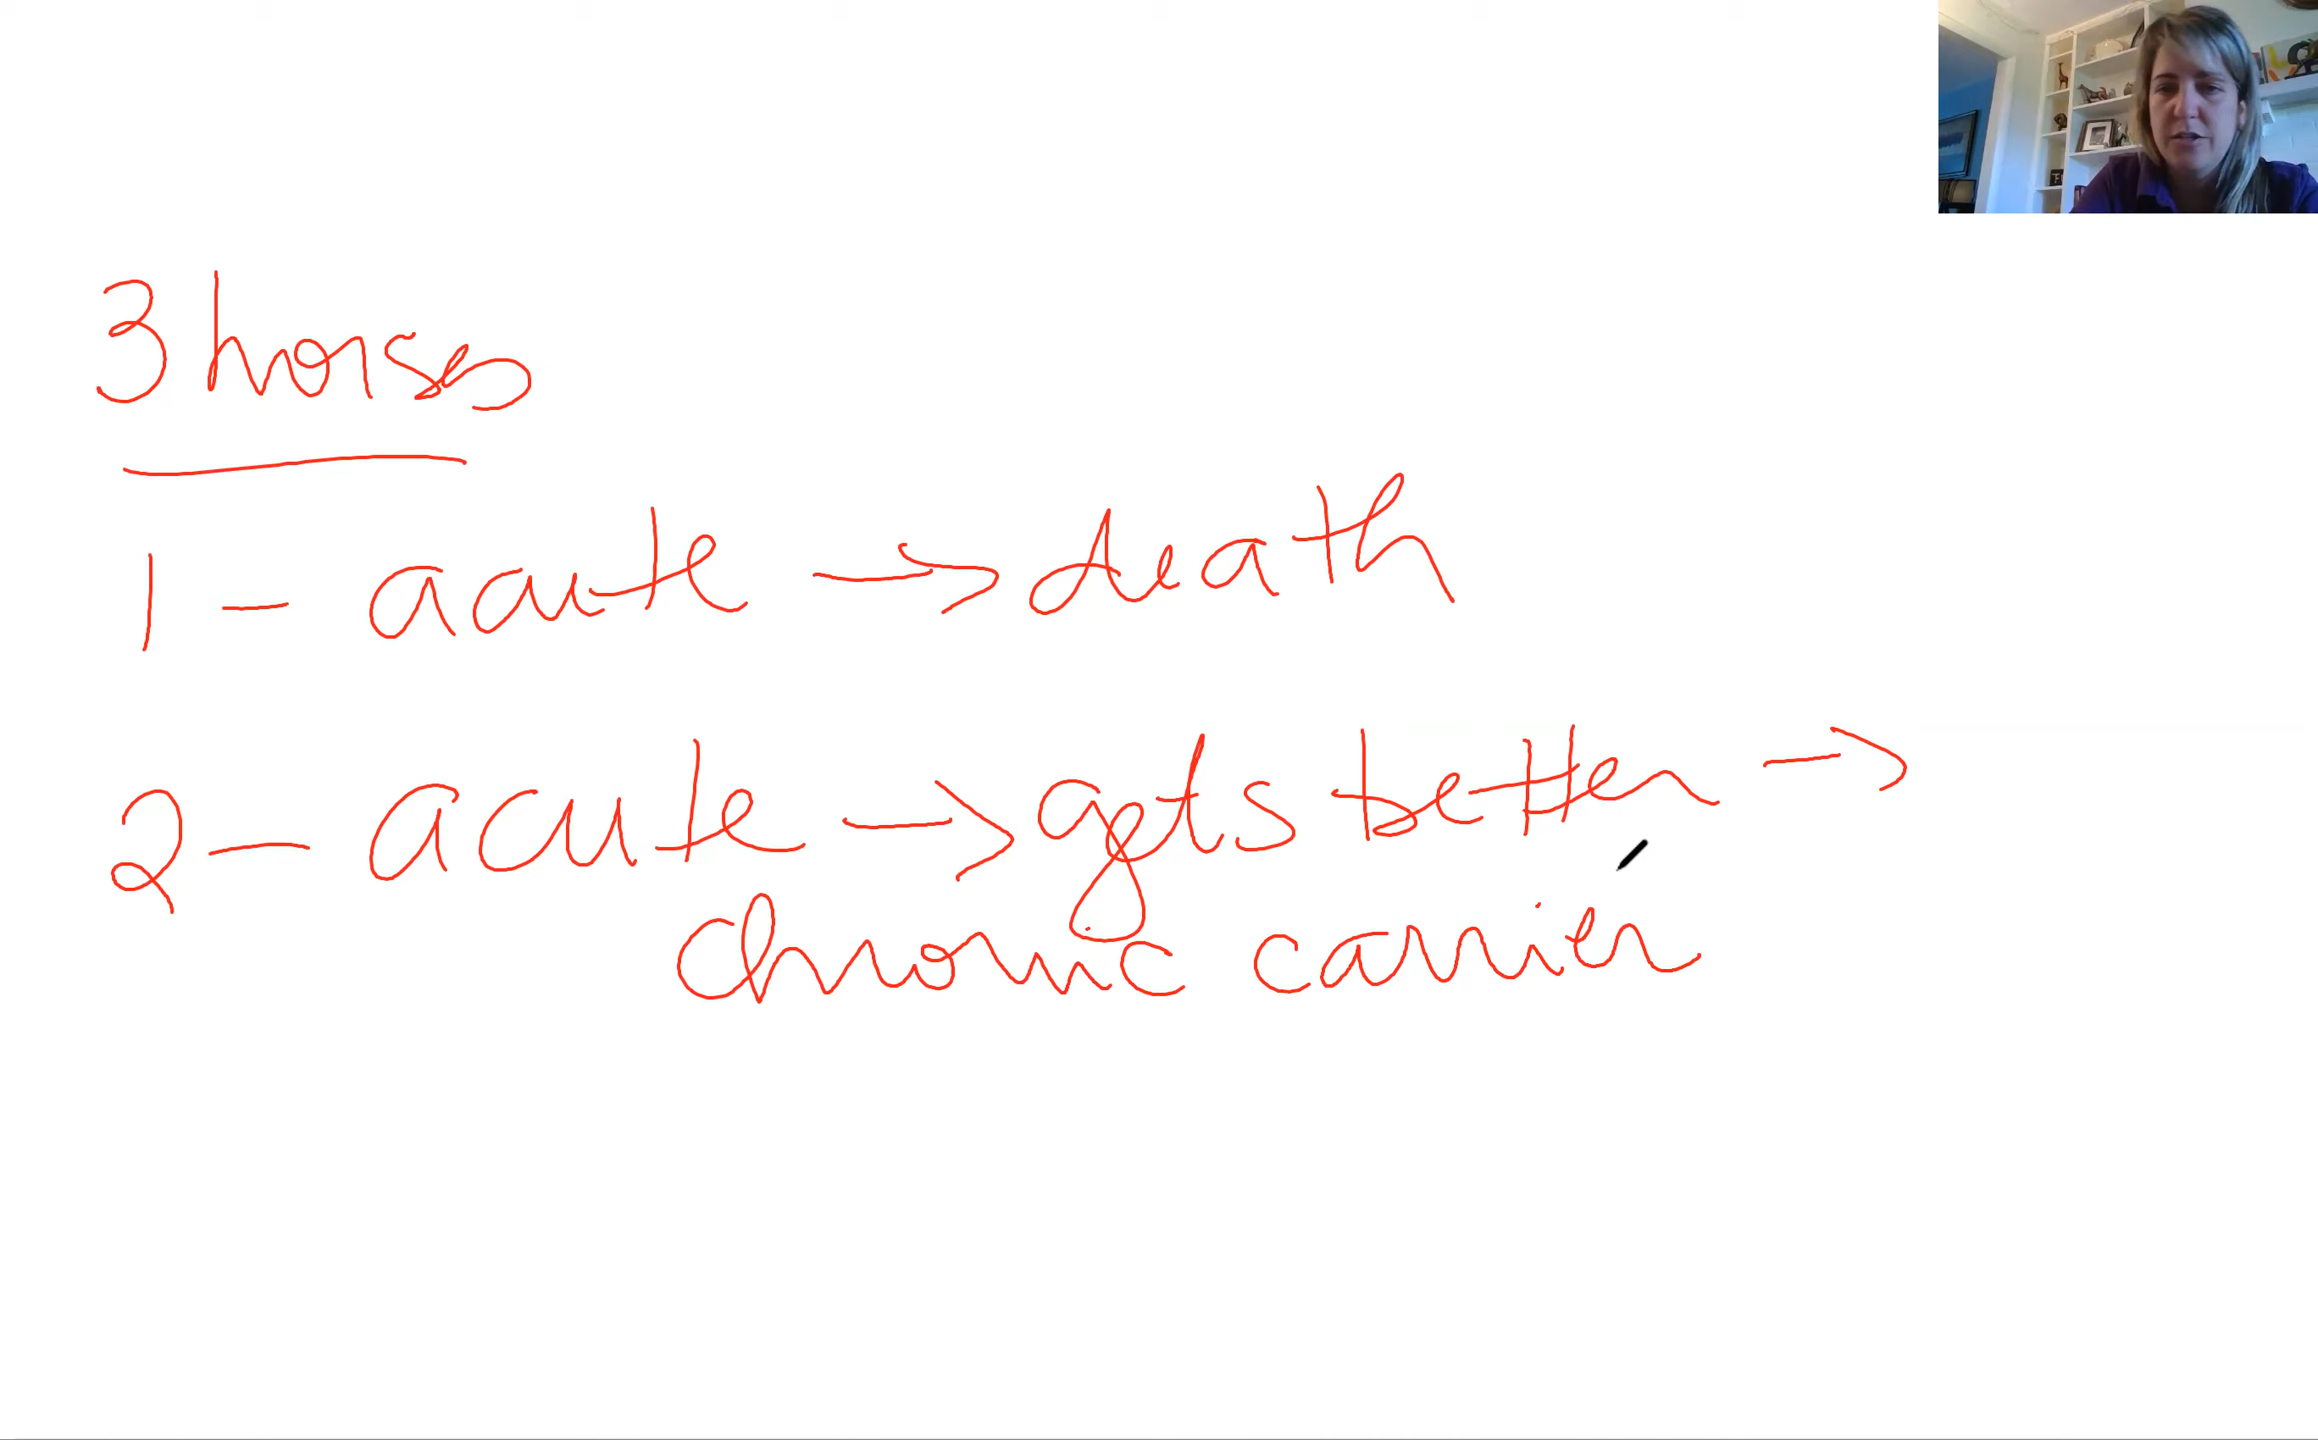 3 horses
1 - acute → death
2 - acute → gets better →
chronic carrier